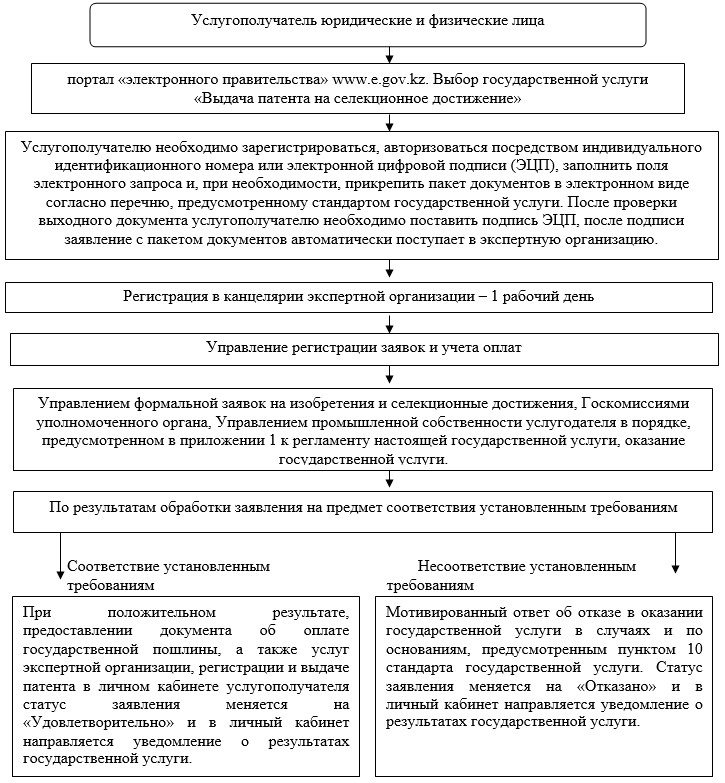 Услугополучатель юридические и физические лица
портал «электронного правительства» www.e.gov.kz. Выбор государственной услуги
«Выдача патента на селекционное достижение»
Услугополучателю необходимо зарегистрироваться, авторизоваться посредством индивидуального
идентификационного номера или электронной цифровой подписи (ЭЦП), заполнить поля
электронного запроса и, при необходимости, прикрепить пакет документов в электронном виде
согласно перечню, предусмотренному стандартом государственной услуги. После проверки
выходного документа услугополучателю необходимо поставить подпись ЭЦП, после подписи
заявление с пакетом документов автоматически поступает в экспертную организацию.
Регистрация в канцелярии экспертной организации – 1 рабочий день
Управление регистрации заявок и учета оплат
Управлением формальной заявок на изобретения и селекционные достижения, Госкомиссиями
уполномоченного органа, Управлением промышленной собственности услугодателя в порядке,
предусмотренном в приложении 1 к регламенту настоящей государственной услуги, оказание
государственной услуги.
По результатам обработки заявления на предмет соответствия установленным требованиям
Соответствие установленным
требованиям
Несоответствие установленным
требованиям
При положительном результате,
предоставлении документа об оплате
государственной пошлины, а также услуг
экспертной организации, регистрации и выдаче
патента в личном кабинете услугополучателя
статус заявления меняется на
«Удовлетворительно» и в личный кабинет
направляется уведомление о результатах
государственной услуги.
Мотивированный ответ об отказе в оказании
государственной услуги в случаях и по
основаниям, предусмотренным пунктом 10
стандарта государственной услуги. Статус
заявления меняется на «Отказано» и в
личный кабинет направляется уведомление о
результатах государственной услуги.